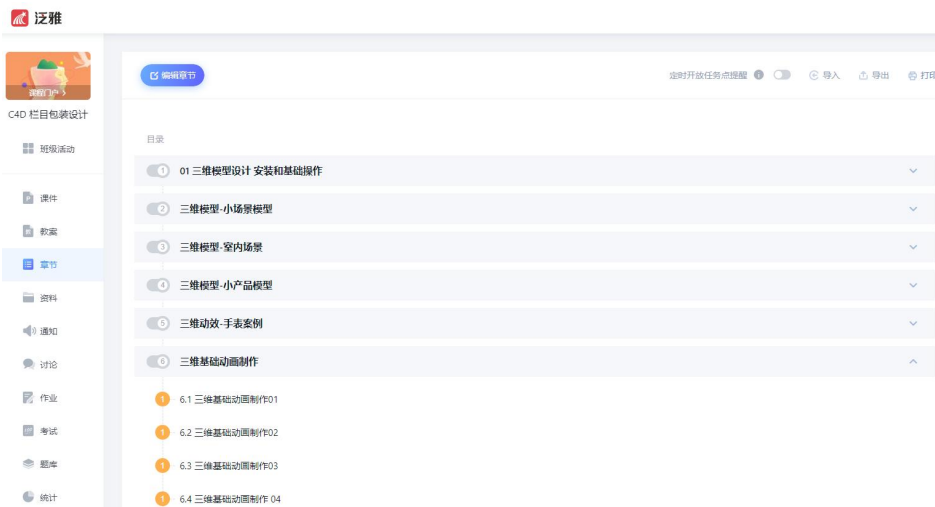 泛雅
课程门户 >
C4D 栏目包装设计
班级活动
课件
教案
章节
资料
通知
讨论
作业
考试
题库
统计
编辑章节
定时开放任务点提醒
导入
导出
打印
目录
1 01 三维模型设计 安装和基础操作
2 三维模型-小场景模型
3 三维模型-室内场景
4 三维模型-小产品模型
5 三维动效-手表案例
6 三维基础动画制作
1 6.1 三维基础动画制作01
1 6.2 三维基础动画制作02
1 6.3 三维基础动画制作03
1 6.4 三维基础动画制作 04